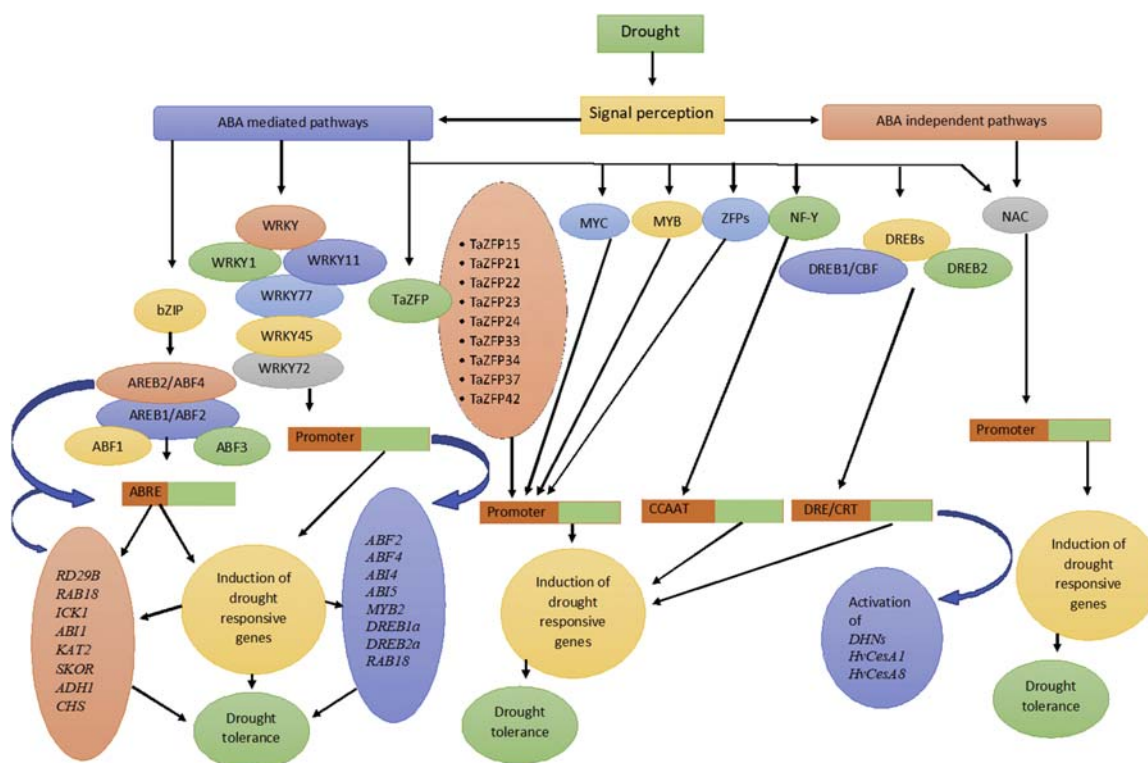 Drought
Signal perception
ABA mediated pathways
ABA independent pathways
WRKY
WRKY1
WRKY11
WRKY77
WRKY45
WRKY72
bZIP
AREB2/ABF4
AREB1/ABF2
ABF1
ABF3
TaZFP
• TaZFP15
• TaZFP21
• TaZFP22
• TaZFP23
• TaZFP24
• TaZFP33
• TaZFP34
• TaZFP37
• TaZFP42
MYC
MYB
ZFPs
NF-Y
DREBs
DREB1/CBF
DREB2
NAC
Promoter
ABRE
Promoter
CCAAT
DRE/CRT
Promoter
RD29B
RAB18
ICK1
ABI1
KAT2
SKOR
ADH1
CHS
Induction of
drought
responsive
genes
ABF2
ABF4
ABI4
ABI5
MYB2
DREB1a
DREB2a
RAB18
Drought
tolerance
Induction of
drought
responsive
genes
Drought
tolerance
Activation
of
DHNs
HvCesA1
HvCesA8
Induction of
drought
responsive
genes
Drought
tolerance